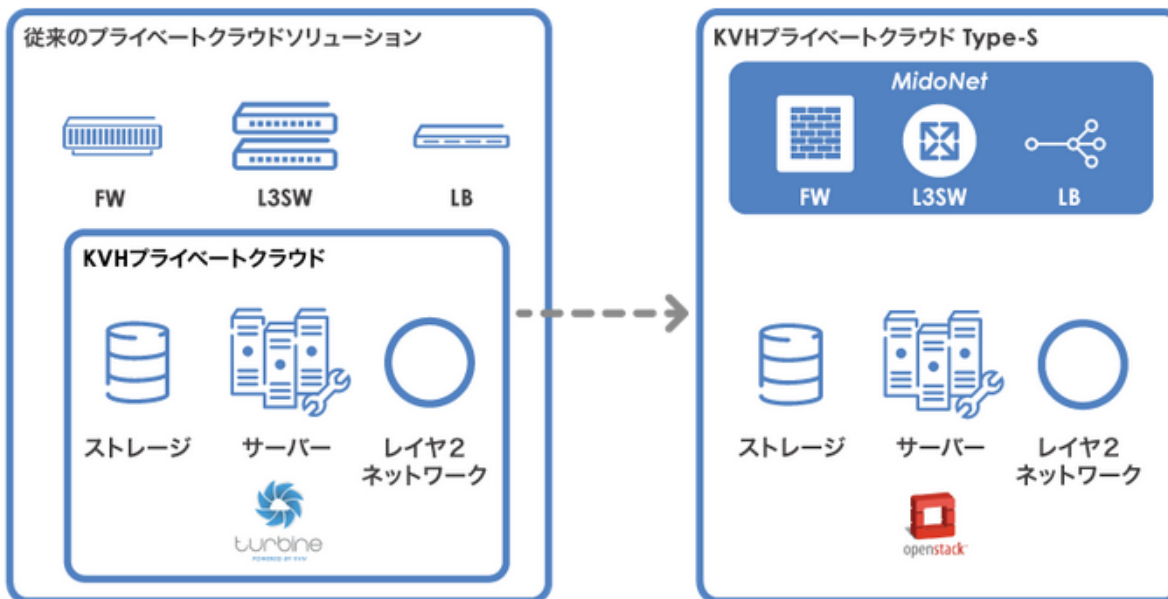 従来のプライベートクラウドソリューション
FW
L3SW
LB
KVHプライベートクラウド
ストレージ
サーバー
レイヤ2
ネットワーク
turbine
POWERED BY KVH
KVHプライベートクラウド Type-S
MidoNet
FW
L3SW
LB
ストレージ
サーバー
レイヤ2
ネットワーク
openstack